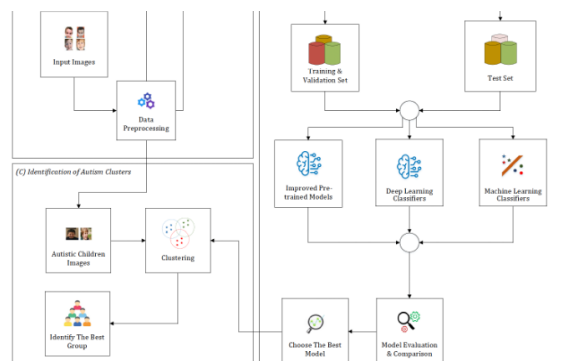 Input Images
Data
Preprocessing
Training &
Validation Set
Test Set
Improved Pre-
trained Models
Deep Learning
Classifiers
Machine Learning
Classifiers
(C) Identification of Autism Clusters
Autistic Children
Images
Clustering
Identify The Best
Group
Choose The Best
Model
Model Evaluation
& Comparison